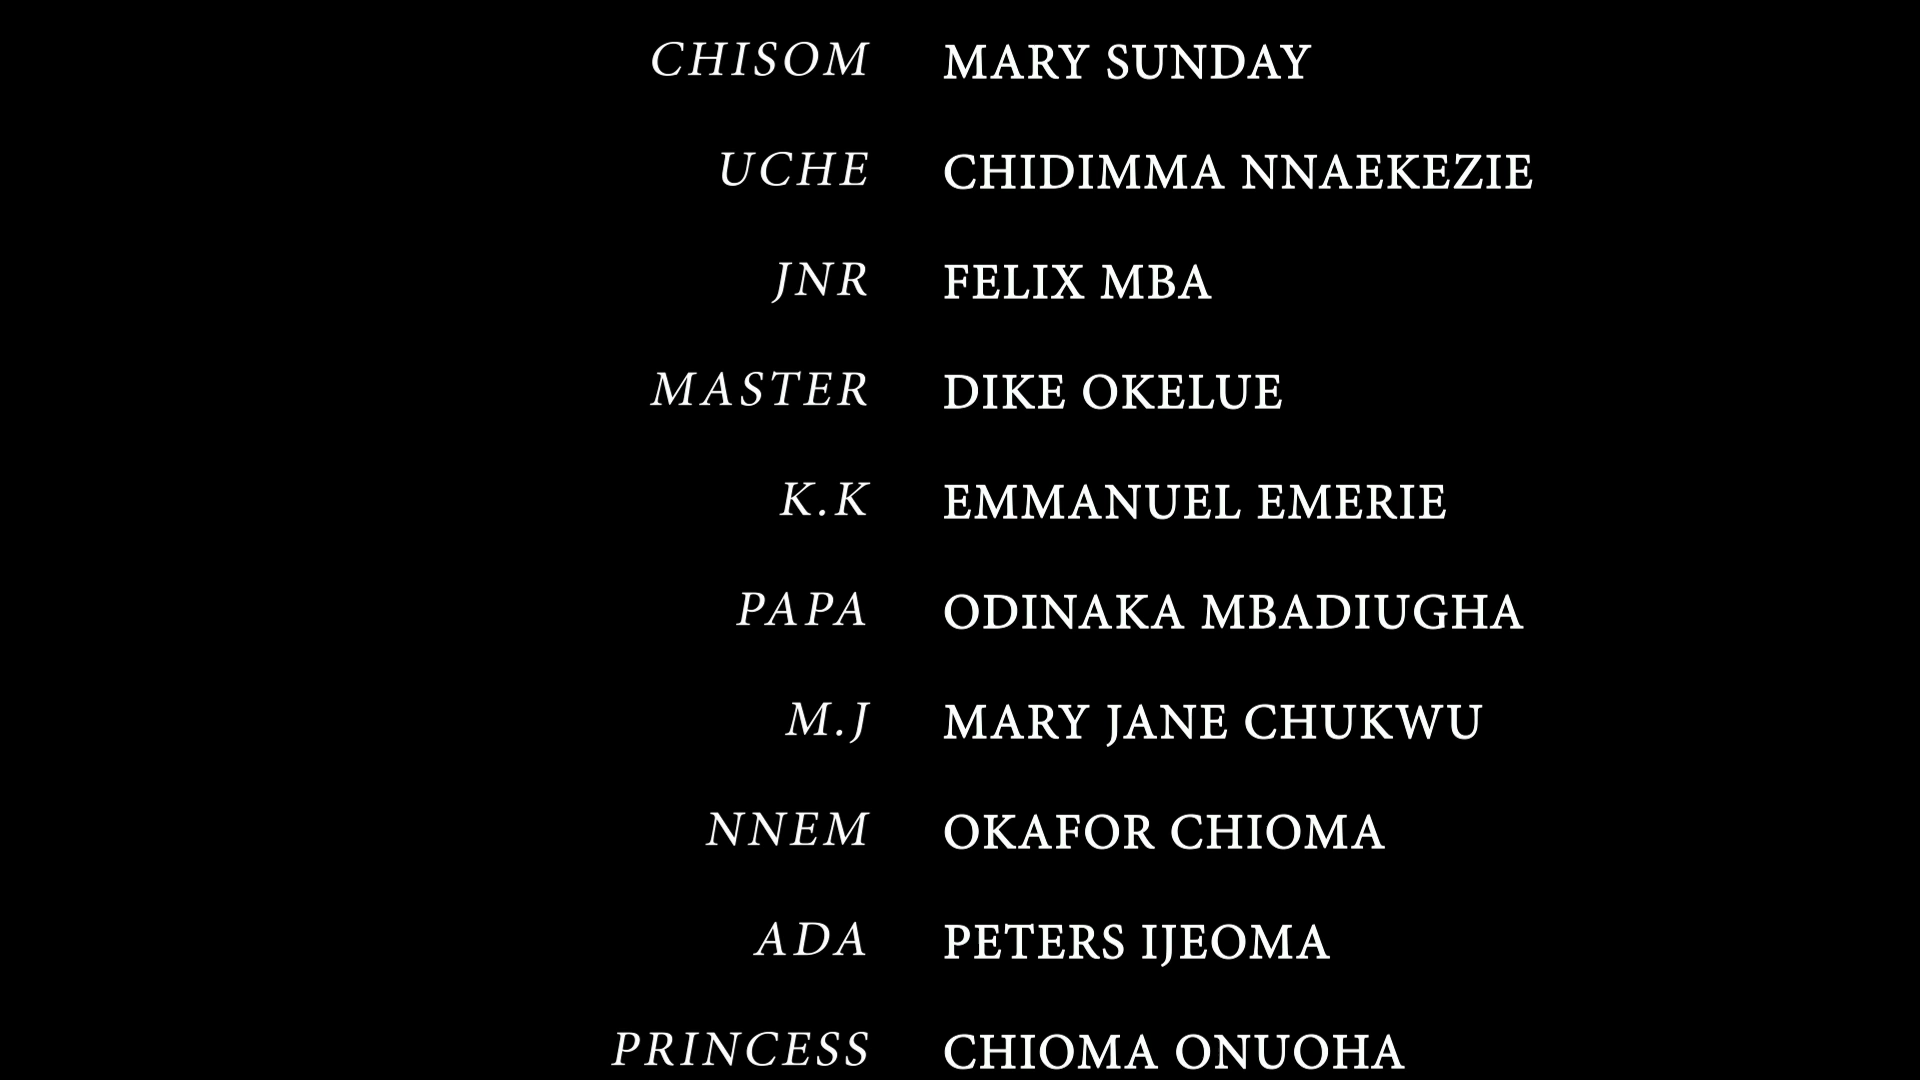 CHISOM MARY SUNDAY
UCHE CHIDIMMA NNAEKEZIE
JNR FELIX MBA
MASTER DIKE OKELUE
K.K EMMANUEL EMERIE
PAPA ODINAKA MBADIUGHA
M.J MARY JANE CHUKWU
NNEM OKAFOR CHIOMA
ADA PETERS IJEOMA
PRINCESS CHIOMA ONUOHA